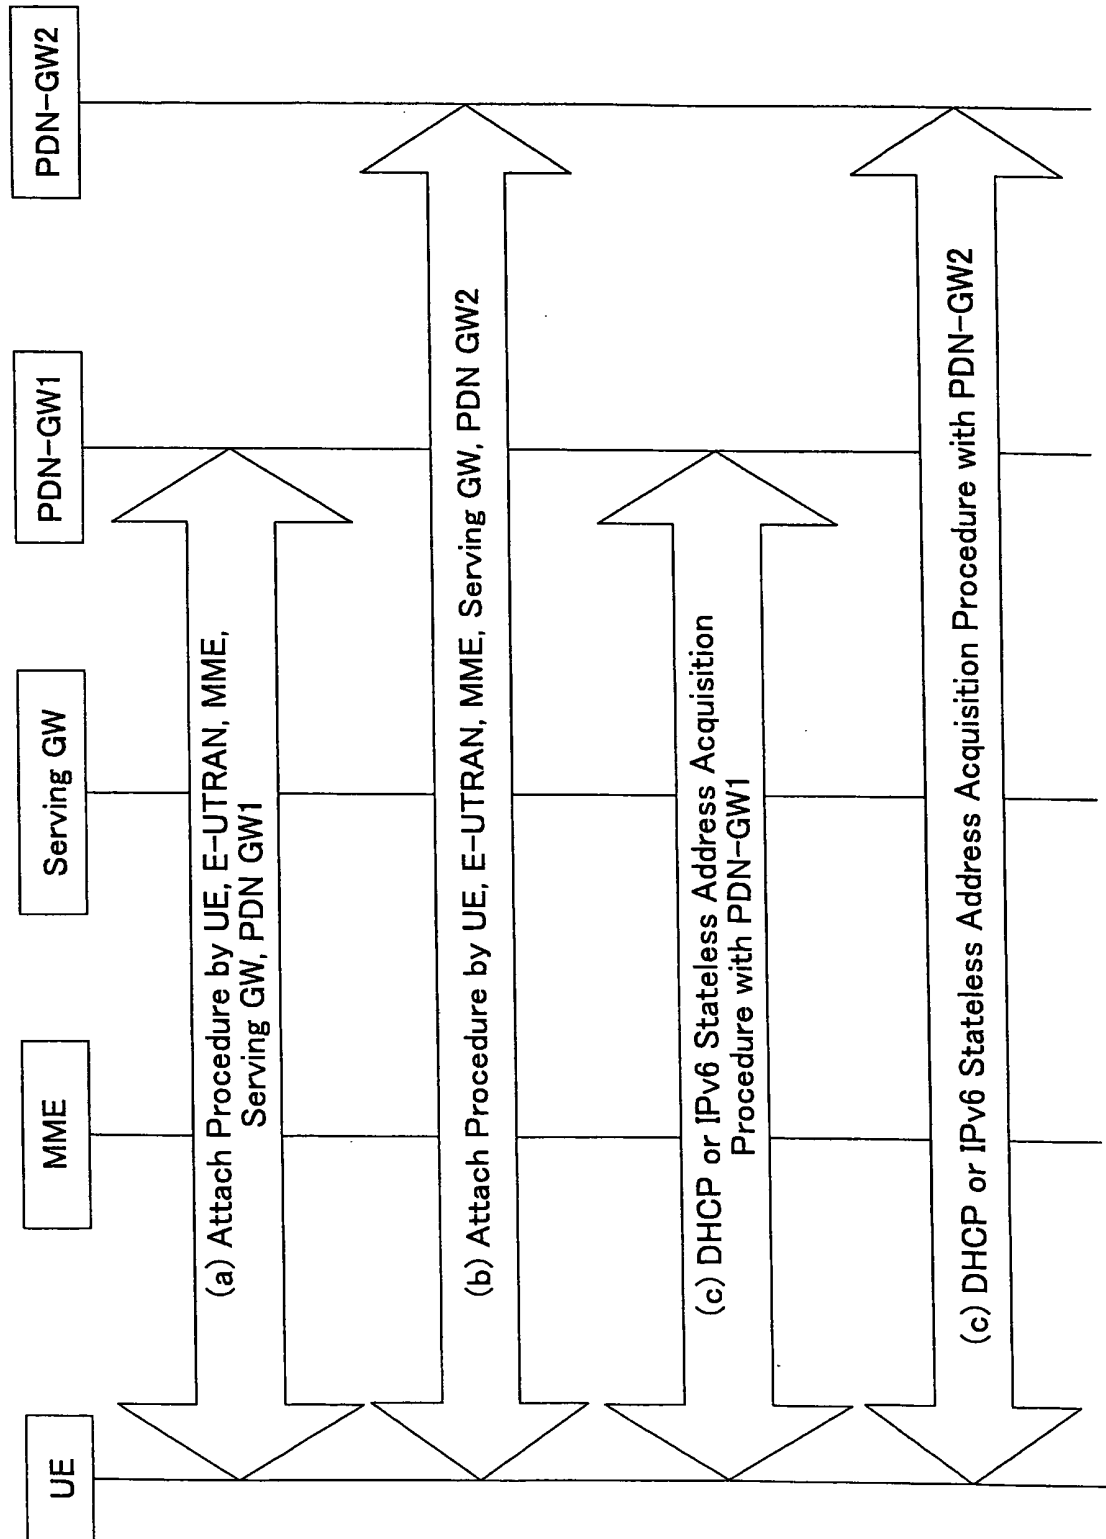 UE
MME
Serving GW
PDN-GW1
PDN-GW2
(a) Attach Procedure by UE, E-UTRAN, MME,
Serving GW, PDN GW1
(b) Attach Procedure by UE, E-UTRAN, MME, Serving GW, PDN GW2
(c) DHCP or IPv6 Stateless Address Acquisition
Procedure with PDN-GW1
(c) DHCP or IPv6 Stateless Address Acquisition Procedure with PDN-GW2